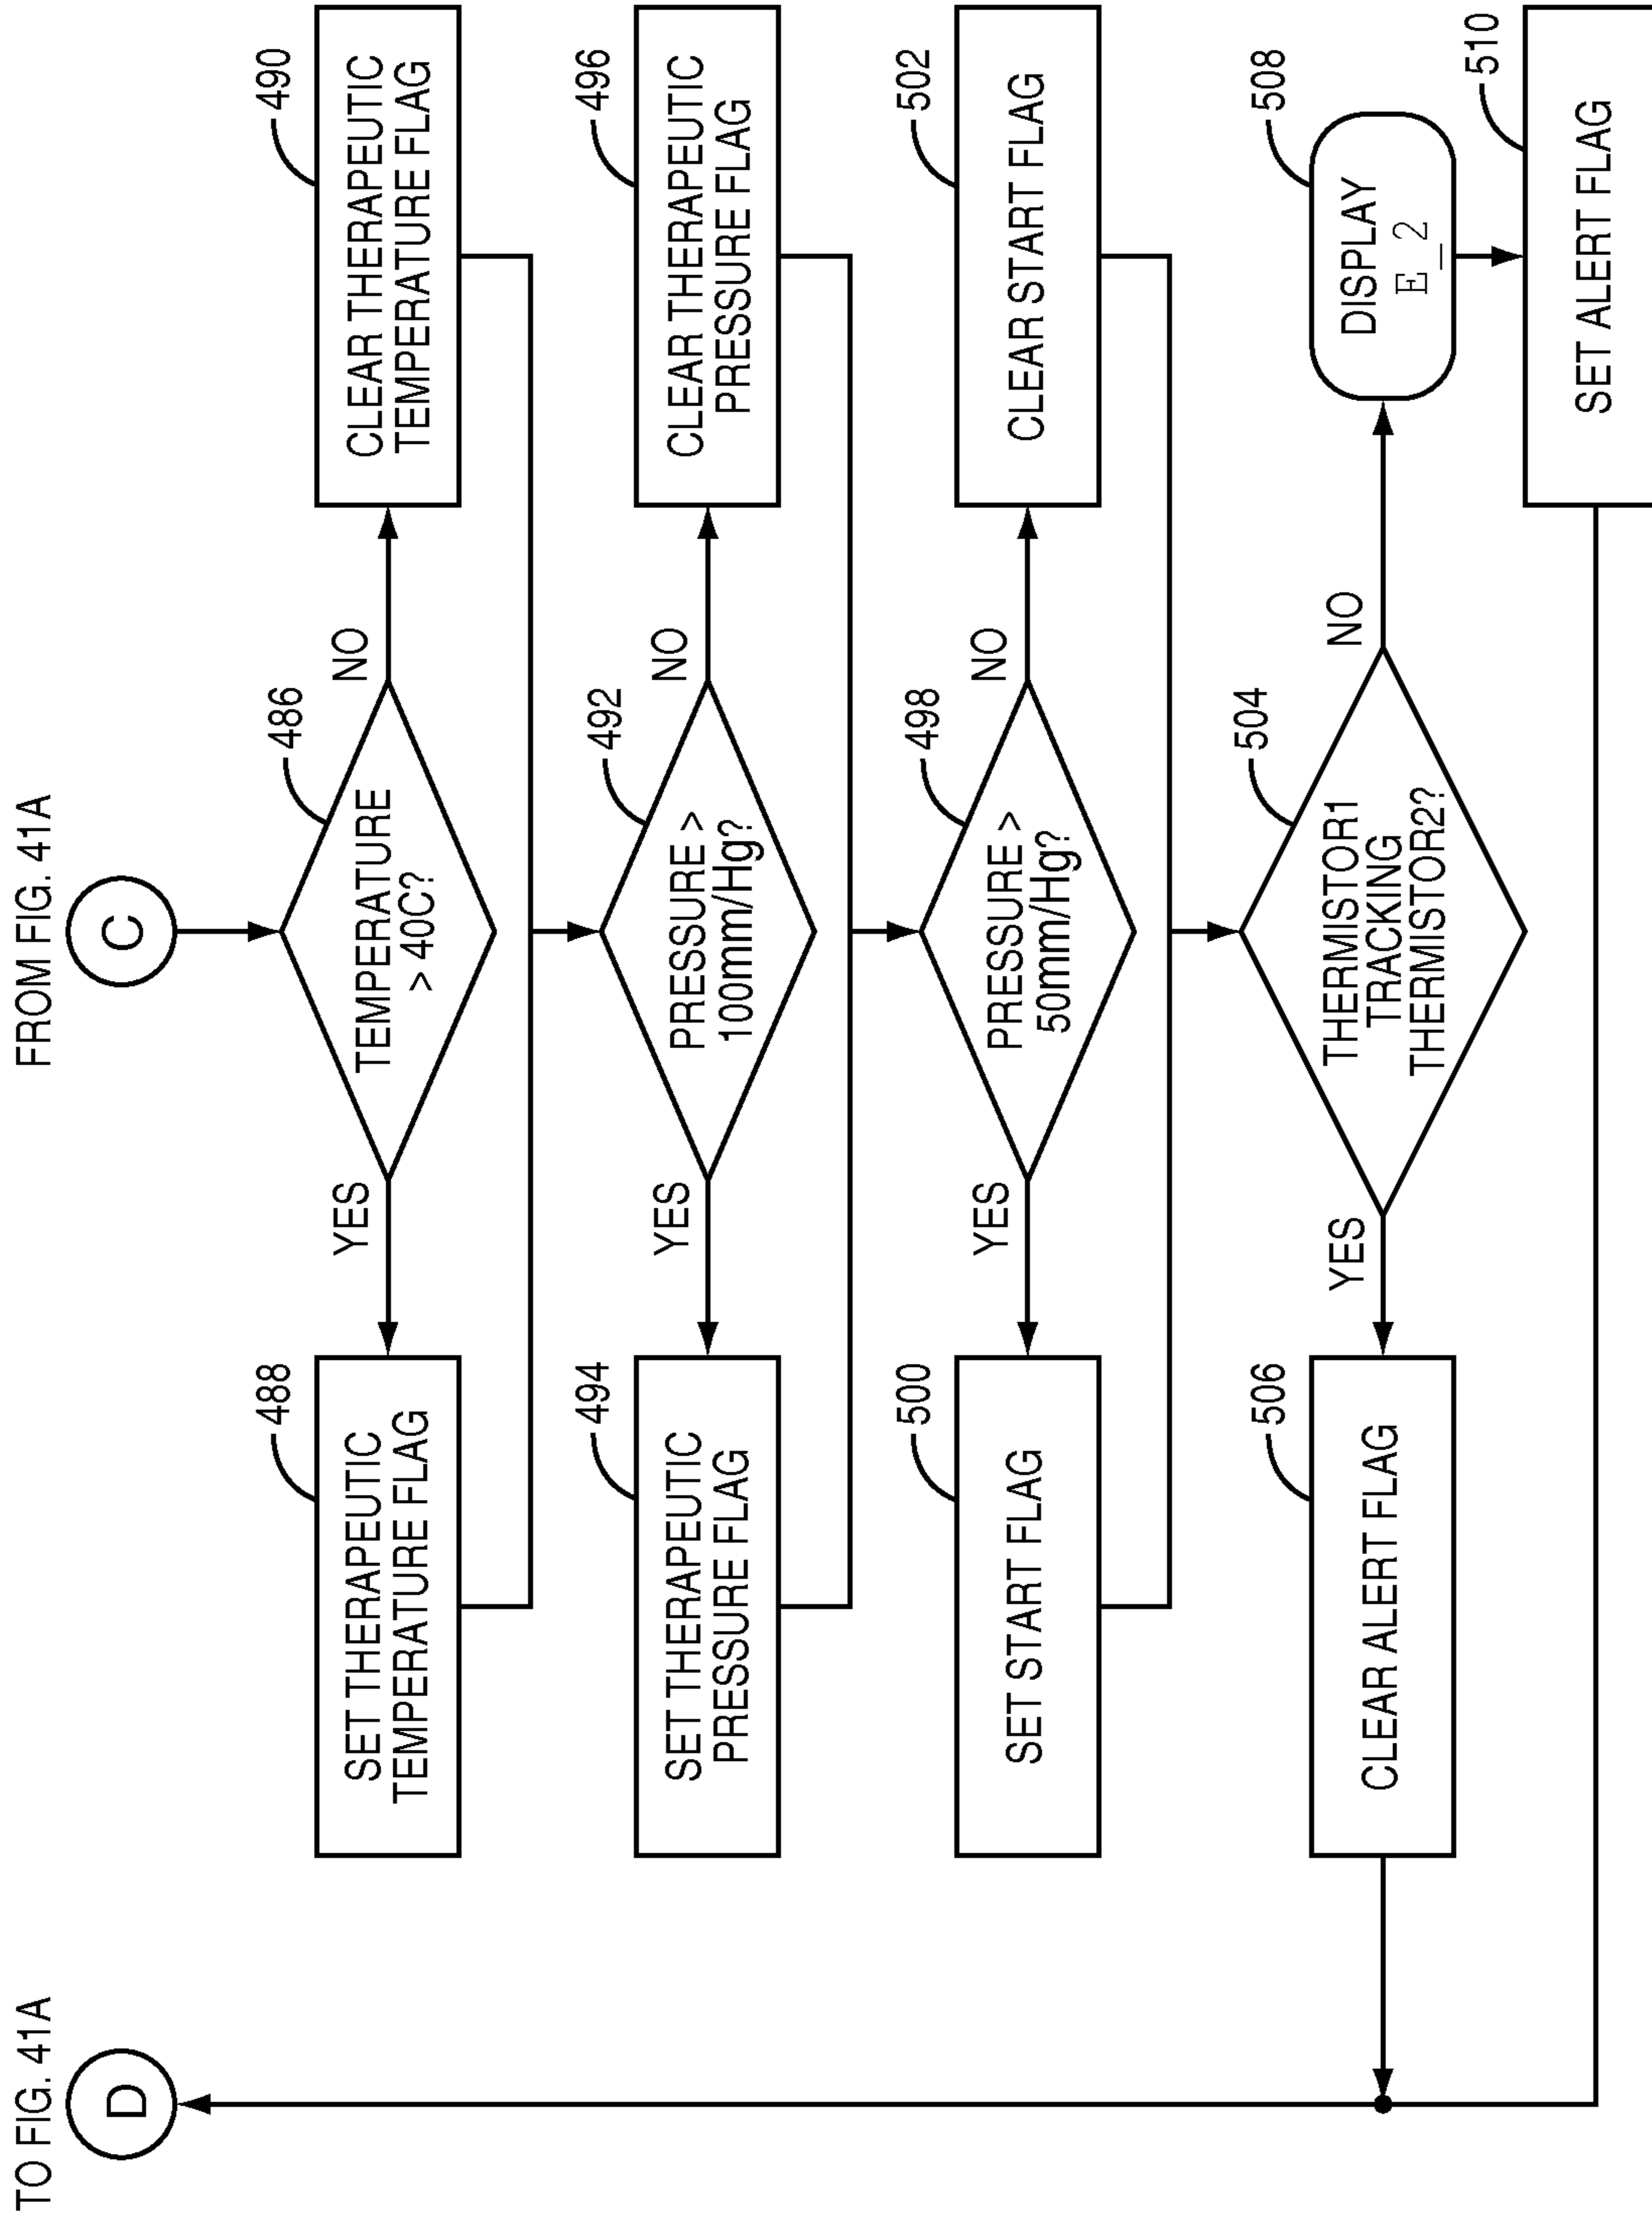 TO FIG. 41A
FROM FIG. 41A
D
C
486
TEMPERATURE
> 40C?
YES
NO
488
SET THERAPEUTIC
TEMPERATURE FLAG
490
CLEAR THERAPEUTIC
TEMPERATURE FLAG
492
PRESSURE >
100mm/Hg?
YES
NO
494
SET THERAPEUTIC
PRESSURE FLAG
496
CLEAR THERAPEUTIC
PRESSURE FLAG
498
PRESSURE >
50mm/Hg?
YES
NO
500
SET START FLAG
502
CLEAR START FLAG
504
THERMISTOR1
TRACKING
THERMISTOR2?
YES
NO
506
CLEAR ALERT FLAG
508
DISPLAY
E_2
510
SET ALERT FLAG